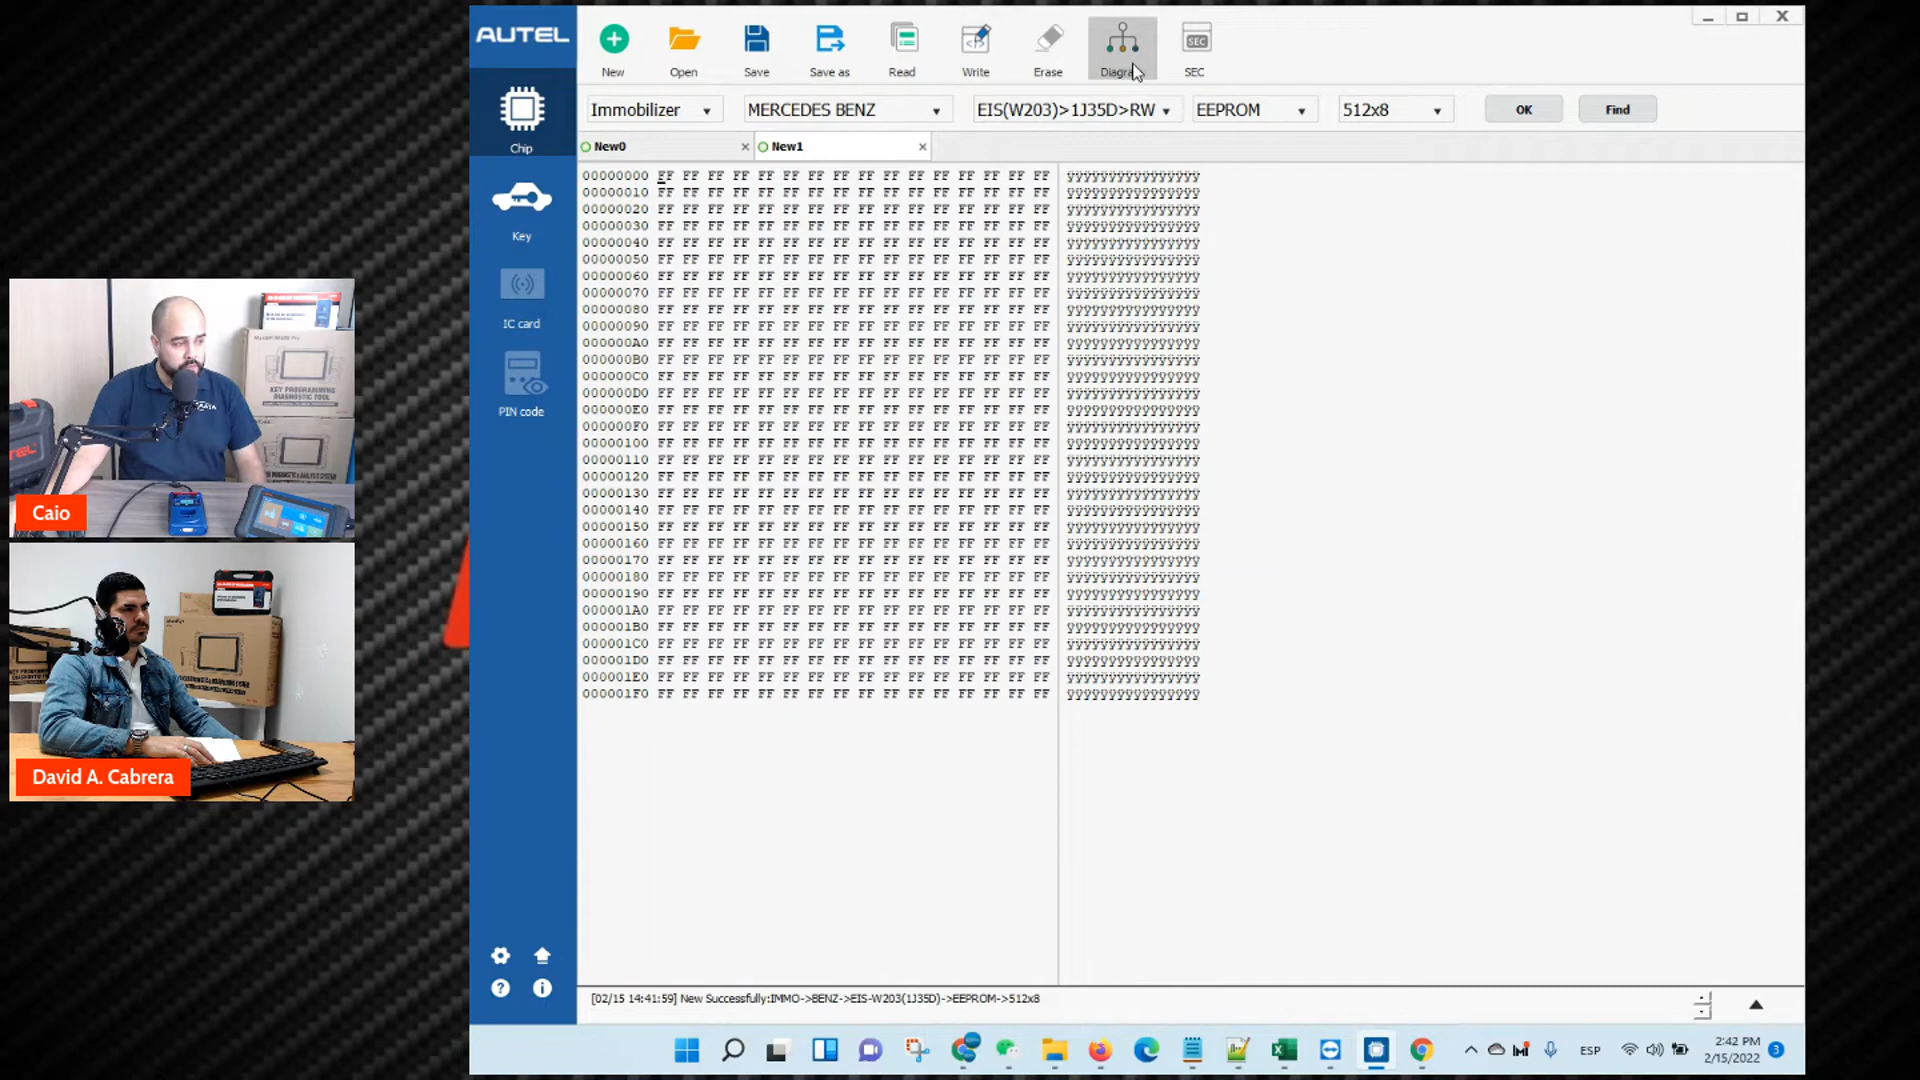 AUTEL
New
Open
Save
Save as
Read
Write
Erase
SEC
SEC
Immobilizer
MERCEDES BENZ
EIS(W203)>1J35D>RW
EEPROM
512x8
OK
Find
Chip
Key
IC card
PIN code
New0
New1
00000000 FF FF FF FF FF FF FF FF FF FF FF FF FF FF FF FF ÿÿÿÿÿÿÿÿÿÿÿÿÿÿÿÿ
00000010 FF FF FF FF FF FF FF FF FF FF FF FF FF FF FF FF ÿÿÿÿÿÿÿÿÿÿÿÿÿÿÿÿ
00000020 FF FF FF FF FF FF FF FF FF FF FF FF FF FF FF FF ÿÿÿÿÿÿÿÿÿÿÿÿÿÿÿÿ
00000030 FF FF FF FF FF FF FF FF FF FF FF FF FF FF FF FF ÿÿÿÿÿÿÿÿÿÿÿÿÿÿÿÿ
00000040 FF FF FF FF FF FF FF FF FF FF FF FF FF FF FF FF ÿÿÿÿÿÿÿÿÿÿÿÿÿÿÿÿ
00000050 FF FF FF FF FF FF FF FF FF FF FF FF FF FF FF FF ÿÿÿÿÿÿÿÿÿÿÿÿÿÿÿÿ
00000060 FF FF FF FF FF FF FF FF FF FF FF FF FF FF FF FF ÿÿÿÿÿÿÿÿÿÿÿÿÿÿÿÿ
00000070 FF FF FF FF FF FF FF FF FF FF FF FF FF FF FF FF ÿÿÿÿÿÿÿÿÿÿÿÿÿÿÿÿ
00000080 FF FF FF FF FF FF FF FF FF FF FF FF FF FF FF FF ÿÿÿÿÿÿÿÿÿÿÿÿÿÿÿÿ
00000090 FF FF FF FF FF FF FF FF FF FF FF FF FF FF FF FF ÿÿÿÿÿÿÿÿÿÿÿÿÿÿÿÿ
000000A0 FF FF FF FF FF FF FF FF FF FF FF FF FF FF FF FF ÿÿÿÿÿÿÿÿÿÿÿÿÿÿÿÿ
000000B0 FF FF FF FF FF FF FF FF FF FF FF FF FF FF FF FF ÿÿÿÿÿÿÿÿÿÿÿÿÿÿÿÿ
000000C0 FF FF FF FF FF FF FF FF FF FF FF FF FF FF FF FF ÿÿÿÿÿÿÿÿÿÿÿÿÿÿÿÿ
000000D0 FF FF FF FF FF FF FF FF FF FF FF FF FF FF FF FF ÿÿÿÿÿÿÿÿÿÿÿÿÿÿÿÿ
000000E0 FF FF FF FF FF FF FF FF FF FF FF FF FF FF FF FF ÿÿÿÿÿÿÿÿÿÿÿÿÿÿÿÿ
000000F0 FF FF FF FF FF FF FF FF FF FF FF FF FF FF FF FF ÿÿÿÿÿÿÿÿÿÿÿÿÿÿÿÿ
00000100 FF FF FF FF FF FF FF FF FF FF FF FF FF FF FF FF ÿÿÿÿÿÿÿÿÿÿÿÿÿÿÿÿ
00000110 FF FF FF FF FF FF FF FF FF FF FF FF FF FF FF FF ÿÿÿÿÿÿÿÿÿÿÿÿÿÿÿÿ
00000120 FF FF FF FF FF FF FF FF FF FF FF FF FF FF FF FF ÿÿÿÿÿÿÿÿÿÿÿÿÿÿÿÿ
00000130 FF FF FF FF FF FF FF FF FF FF FF FF FF FF FF FF ÿÿÿÿÿÿÿÿÿÿÿÿÿÿÿÿ
00000140 FF FF FF FF FF FF FF FF FF FF FF FF FF FF FF FF ÿÿÿÿÿÿÿÿÿÿÿÿÿÿÿÿ
00000150 FF FF FF FF FF FF FF FF FF FF FF FF FF FF FF FF ÿÿÿÿÿÿÿÿÿÿÿÿÿÿÿÿ
00000160 FF FF FF FF FF FF FF FF FF FF FF FF FF FF FF FF ÿÿÿÿÿÿÿÿÿÿÿÿÿÿÿÿ
00000170 FF FF FF FF FF FF FF FF FF FF FF FF FF FF FF FF ÿÿÿÿÿÿÿÿÿÿÿÿÿÿÿÿ
00000180 FF FF FF FF FF FF FF FF FF FF FF FF FF FF FF FF ÿÿÿÿÿÿÿÿÿÿÿÿÿÿÿÿ
00000190 FF FF FF FF FF FF FF FF FF FF FF FF FF FF FF FF ÿÿÿÿÿÿÿÿÿÿÿÿÿÿÿÿ
000001A0 FF FF FF FF FF FF FF FF FF FF FF FF FF FF FF FF ÿÿÿÿÿÿÿÿÿÿÿÿÿÿÿÿ
000001B0 FF FF FF FF FF FF FF FF FF FF FF FF FF FF FF FF ÿÿÿÿÿÿÿÿÿÿÿÿÿÿÿÿ
000001C0 FF FF FF FF FF FF FF FF FF FF FF FF FF FF FF FF ÿÿÿÿÿÿÿÿÿÿÿÿÿÿÿÿ
000001D0 FF FF FF FF FF FF FF FF FF FF FF FF FF FF FF FF ÿÿÿÿÿÿÿÿÿÿÿÿÿÿÿÿ
000001E0 FF FF FF FF FF FF FF FF FF FF FF FF FF FF FF FF ÿÿÿÿÿÿÿÿÿÿÿÿÿÿÿÿ
000001F0 FF FF FF FF FF FF FF FF FF FF FF FF FF FF FF FF ÿÿÿÿÿÿÿÿÿÿÿÿÿÿÿÿ
[02/15 14:41:59] New Successfully:IMMO->BENZ->EIS-W203(1J35D)->EEPROM->512x8
ESP
2:42 PM
2/15/2022
3
KEY PROGRAMMING
DIAGNOSTIC TOOL
Caio
David A. Cabrera